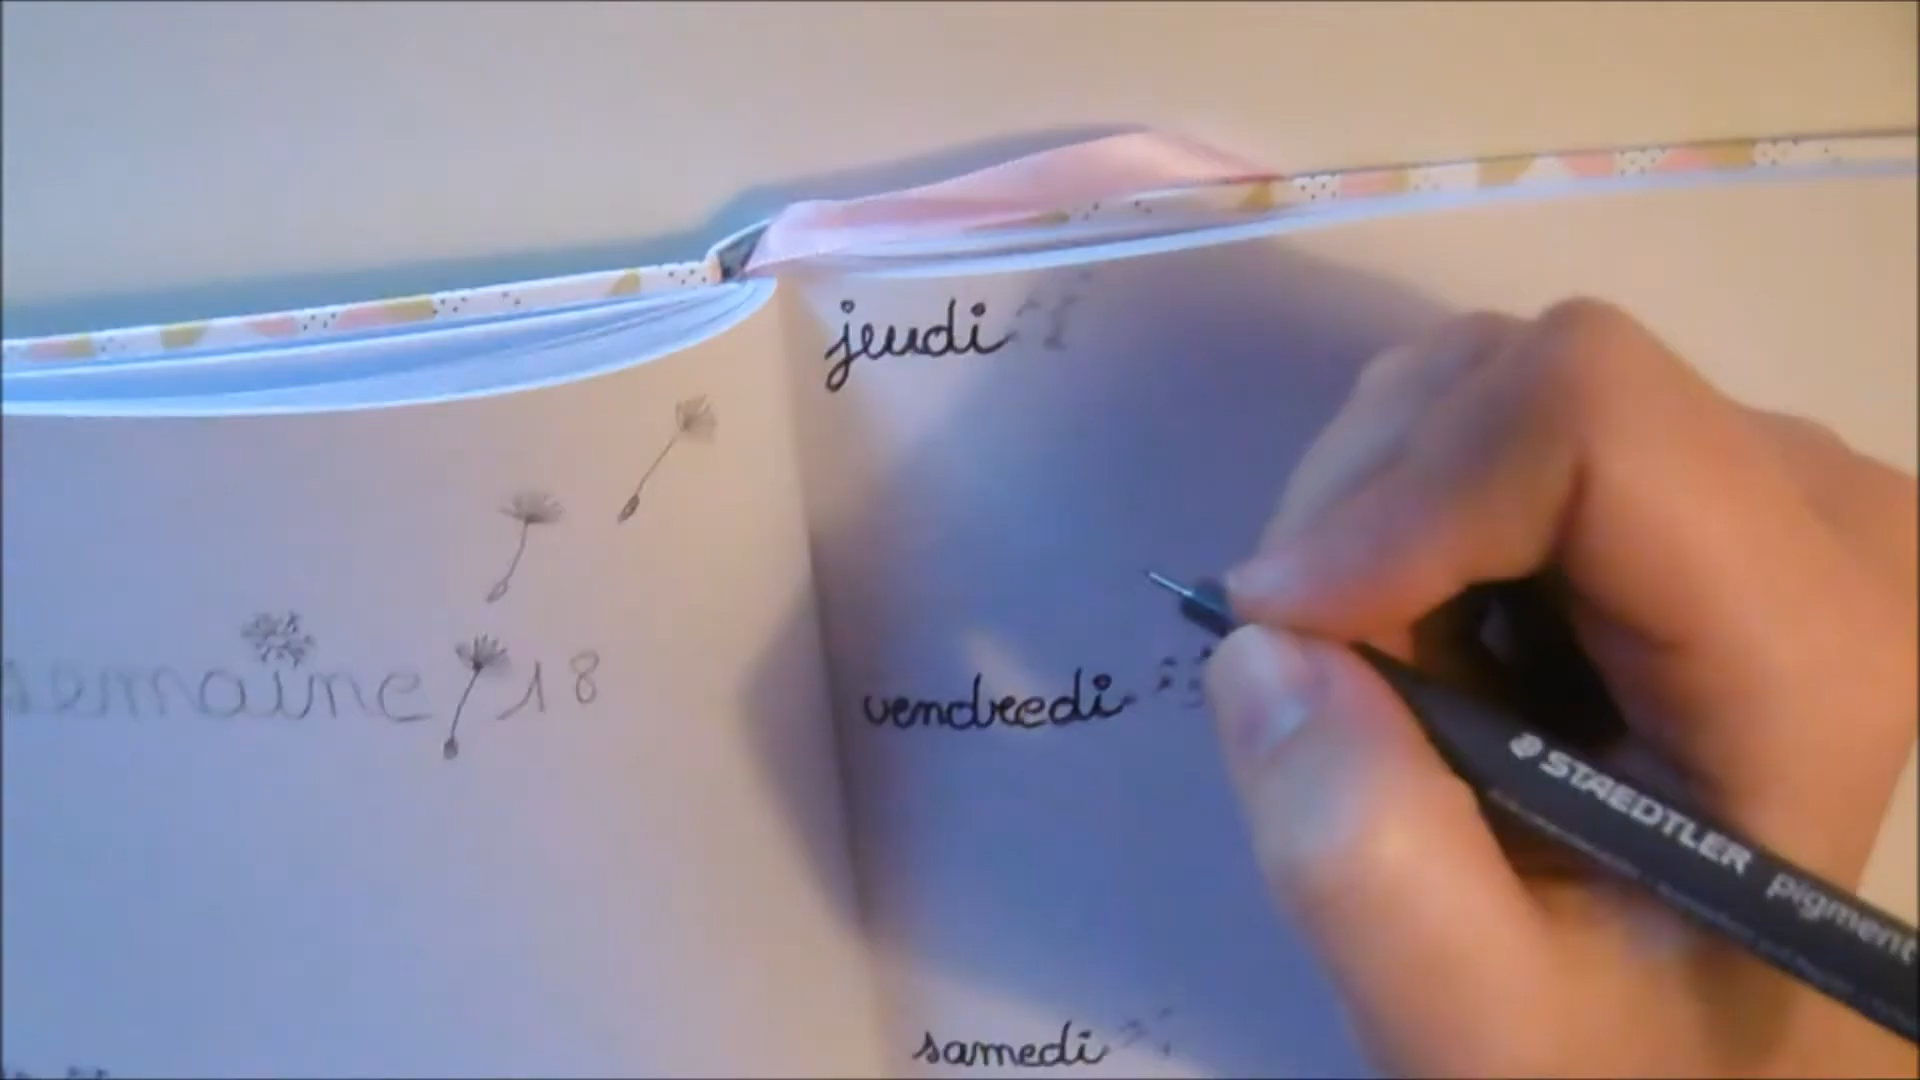 jeudi
semaine 18
vendredi
samedi
STAEDTLER pigment